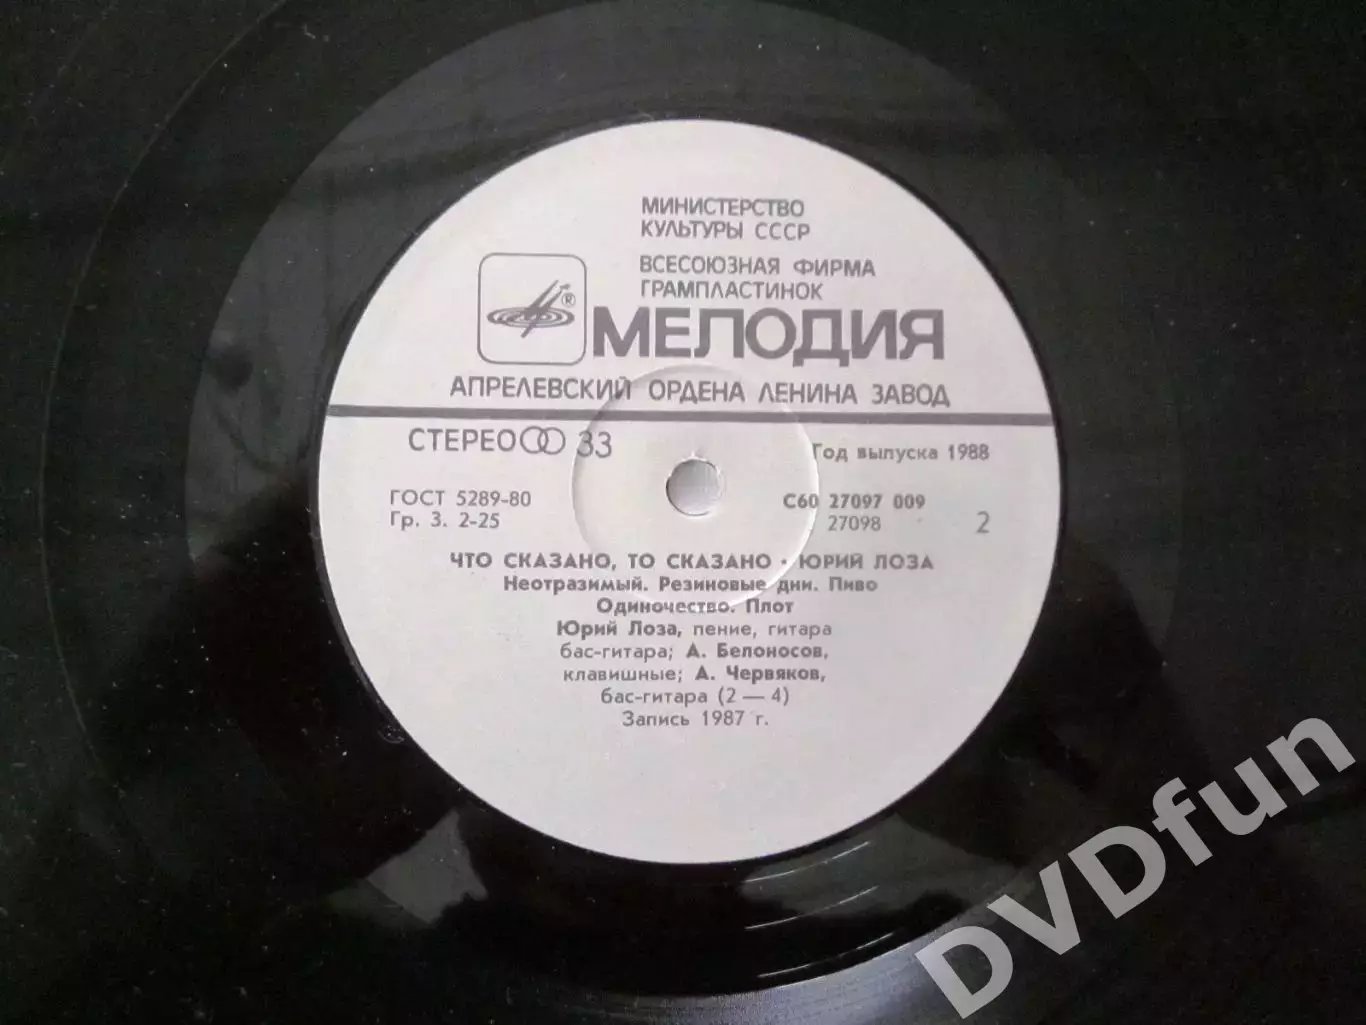 МИНИСТЕРСТВО
КУЛЬТУРЫ СССР
ВСЕСОЮЗНАЯ ФИРМА
ГРАМПЛАСТИНОК
®
МЕЛОДИЯ
АПРЕЛЕВСКИЙ ОРДЕНА ЛЕНИНА ЗАВОД
СТЕРЕО 33
Год выпуска 1988
ГОСТ 5289-80
Гр. 3. 2-25
С60 27097 009
27098
2
ЧТО СКАЗАНО, ТО СКАЗАНО • ЮРИЙ ЛОЗА
Неотразимый. Резиновые дни. Пиво
Одиночество. Плот
Юрий Лоза, пение, гитара
бас-гитара; А. Белоносов,
клавишные; А. Червяков,
бас-гитара (2 — 4)
Запись 1987 г.
DVDfun